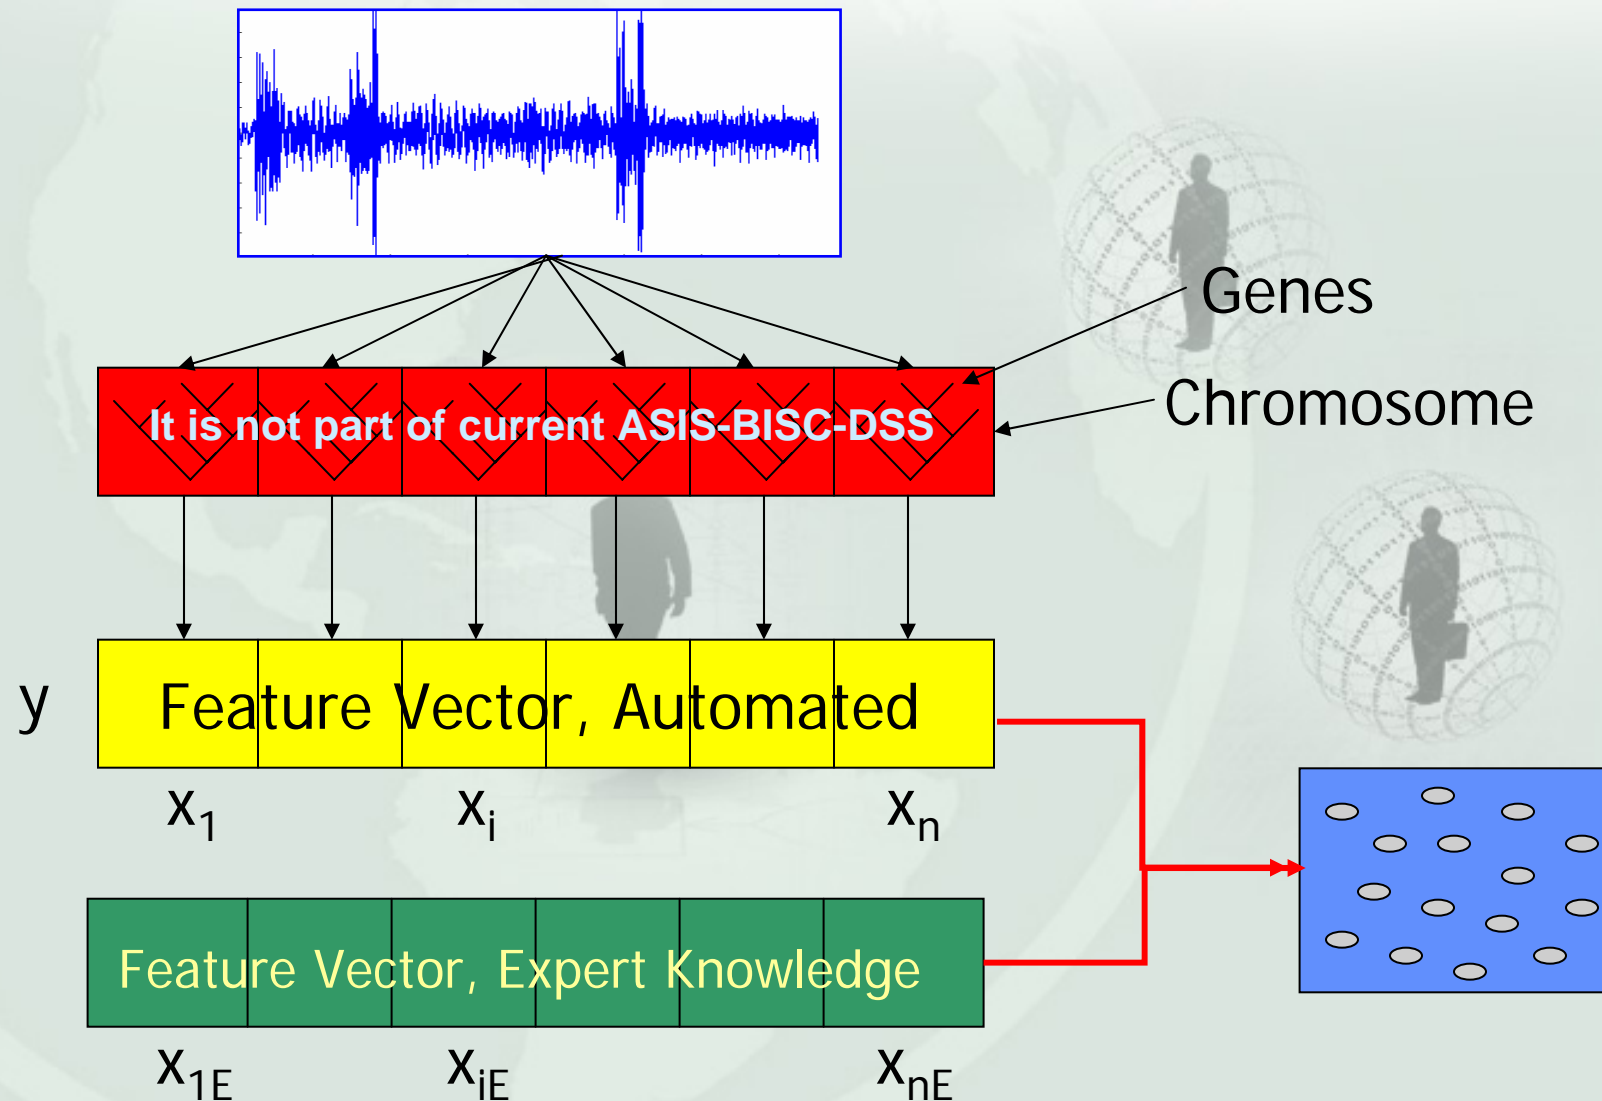 Genes
Chromosome
It is not part of current ASIS-BISC-DSS
y
Feature Vector, Automated
x1 xi xn
Feature Vector, Expert Knowledge
x1E xiE xnE